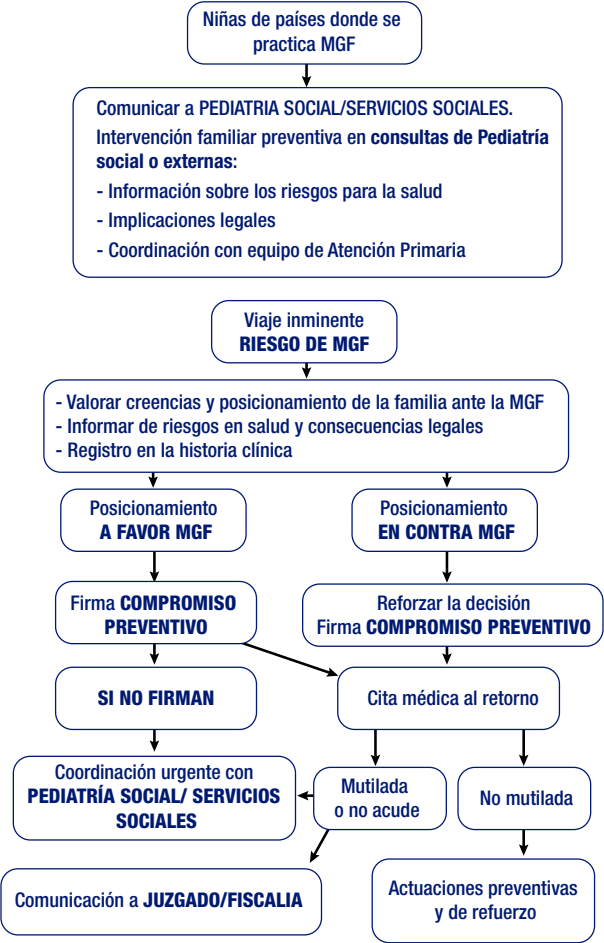 Niñas de países donde se
practica MGF
Comunicar a PEDIATRIA SOCIAL/SERVICIOS SOCIALES.
Intervención familiar preventiva en consultas de Pediatría
social o externas:
- Información sobre los riesgos para la salud
- Implicaciones legales
- Coordinación con equipo de Atención Primaria
Viaje inminente
RIESGO DE MGF
- Valorar creencias y posicionamiento de la familia ante la MGF
- Informar de riesgos en salud y consecuencias legales
- Registro en la historia clínica
Posicionamiento
A FAVOR MGF
Posicionamiento
EN CONTRA MGF
Firma COMPROMISO
PREVENTIVO
Reforzar la decisión
Firma COMPROMISO PREVENTIVO
SI NO FIRMAN
Cita médica al retorno
Coordinación urgente con
PEDIATRÍA SOCIAL/ SERVICIOS
SOCIALES
Mutilada
o no acude
No mutilada
Comunicación a JUZGADO/FISCALIA
Actuaciones preventivas
y de refuerzo